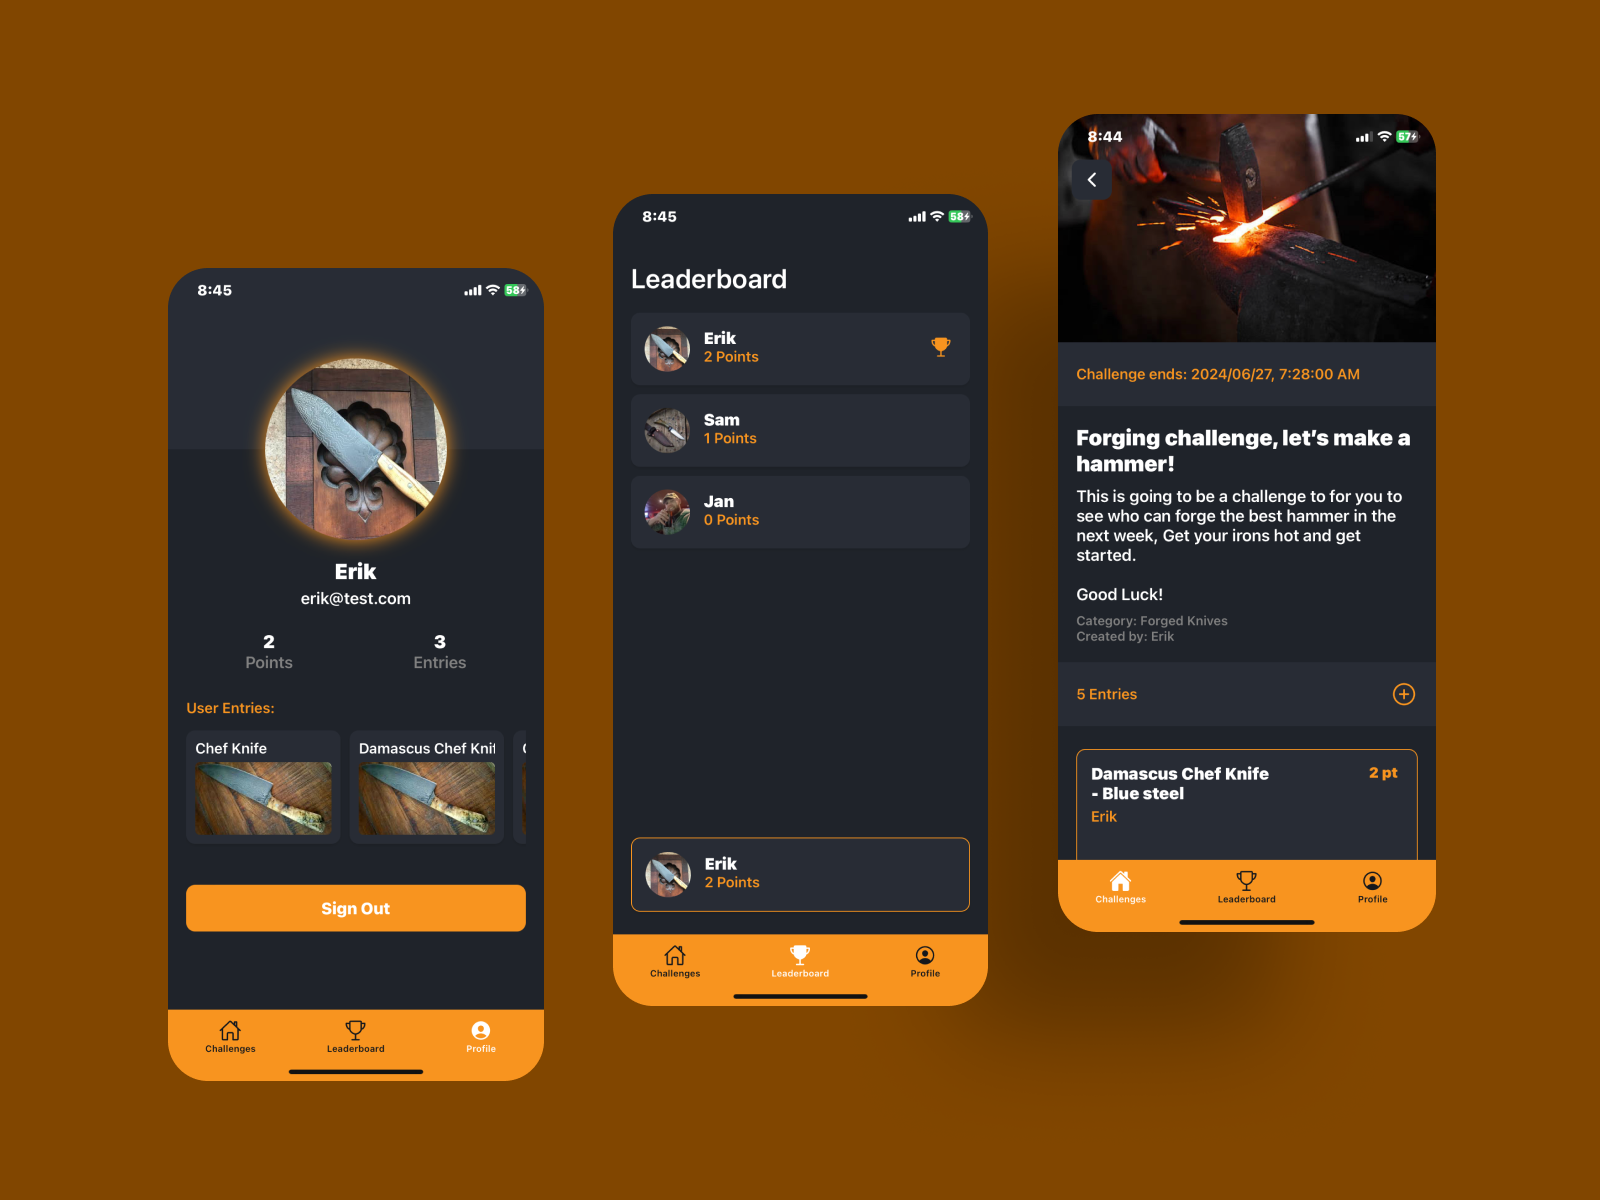 8:45
58
Erik
erik@test.com
2
Points
3
Entries
User Entries:
Chef Knife
Damascus Chef Knif
Sign Out
Challenges
Leaderboard
Profile
8:45
58
Leaderboard
Erik
2 Points
Sam
1 Points
Jan
0 Points
Erik
2 Points
Challenges
Leaderboard
Profile
8:44
57
Challenge ends: 2024/06/27, 7:28:00 AM
Forging challenge, let’s make a
hammer!
This is going to be a challenge to for you to
see who can forge the best hammer in the
next week, Get your irons hot and get
started.
Good Luck!
Category: Forged Knives
Created by: Erik
5 Entries
Damascus Chef Knife
- Blue steel
2 pt
Erik
Challenges
Leaderboard
Profile